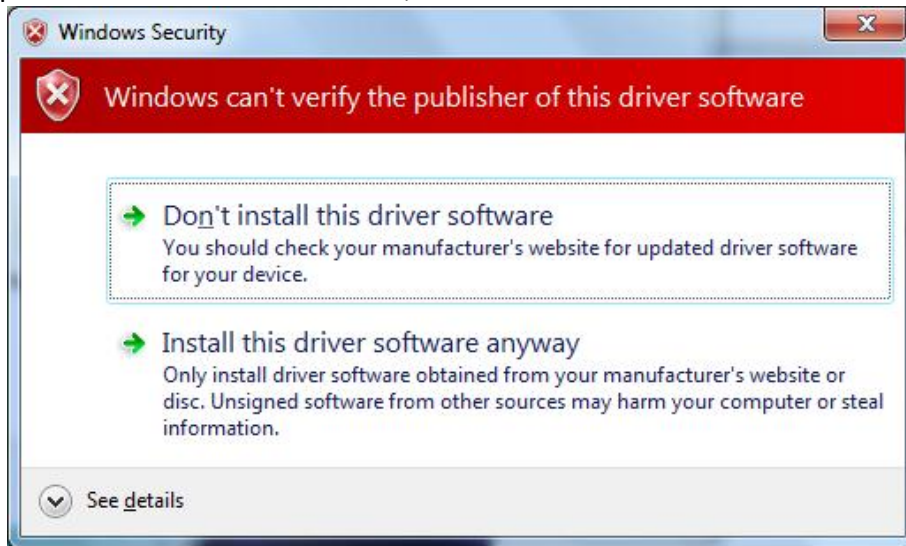 Windows Security
Windows can't verify the publisher of this driver software
Don't install this driver software
You should check your manufacturer's website for updated driver software
for your device.
Install this driver software anyway
Only install driver software obtained from your manufacturer's website or
disc. Unsigned software from other sources may harm your computer or steal
information.
See details